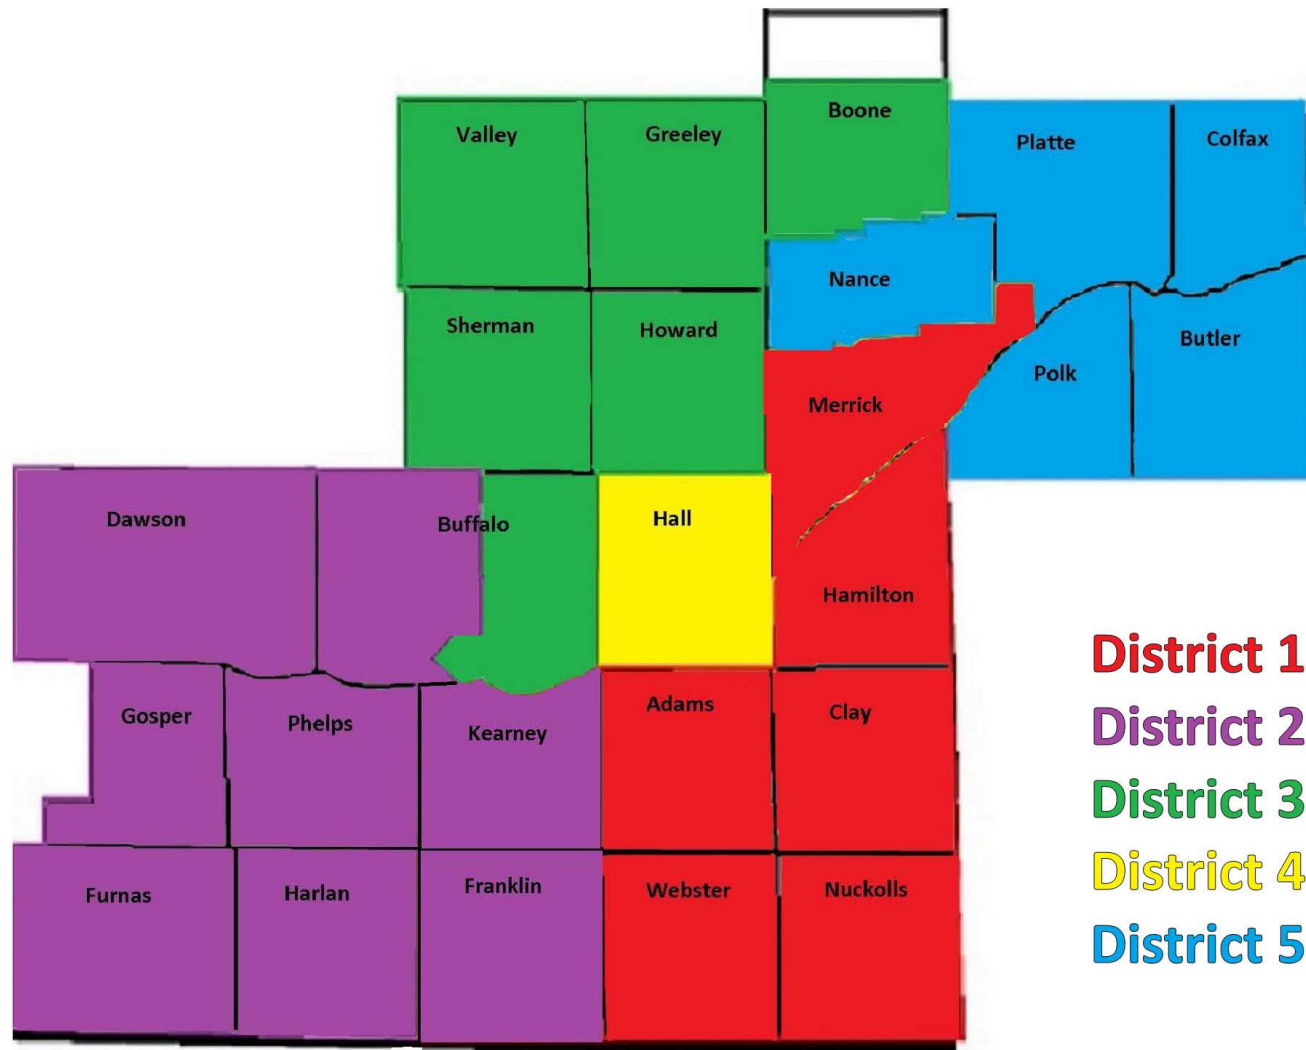 Boone
Valley
Greeley
Platte
Colfax
Nance
Sherman
Howard
Butler
Polk
Merrick
Dawson
Buffalo
Hall
Hamilton
District 1
Gosper
Phelps
Kearney
Adams
Clay
District 2
District 3
Furnas
Harlan
Franklin
Webster
Nuckolls
District 4
District 5